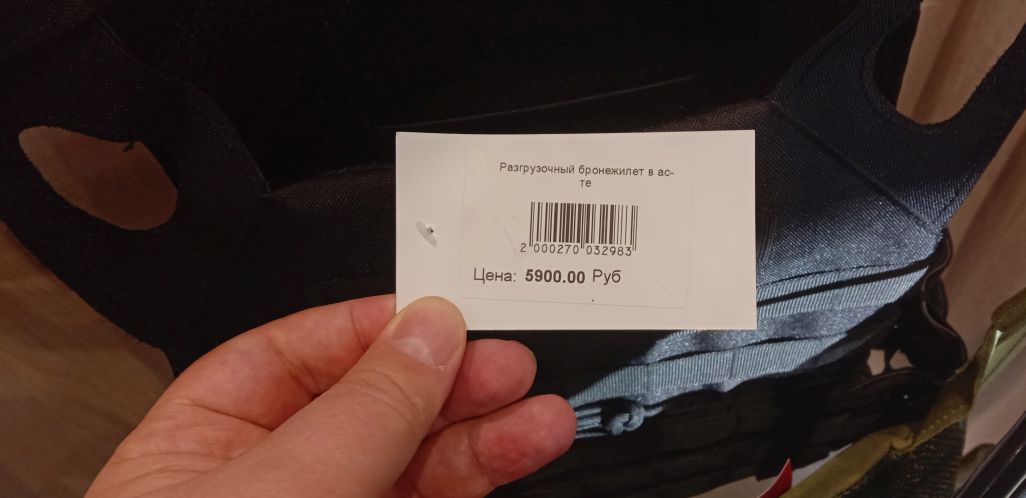 Разгрузочный бронежилет в ас-
те
2 000270 032983
Цена: 5900.00 Руб